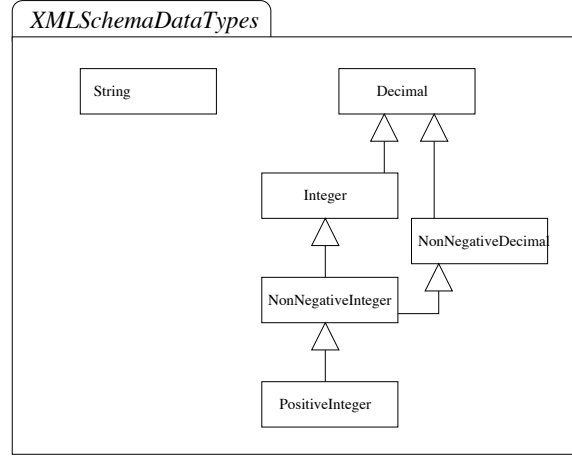 XMLSchemaDataTypes
String
Decimal
Integer
NonNegativeDecimal
NonNegativeInteger
PositiveInteger